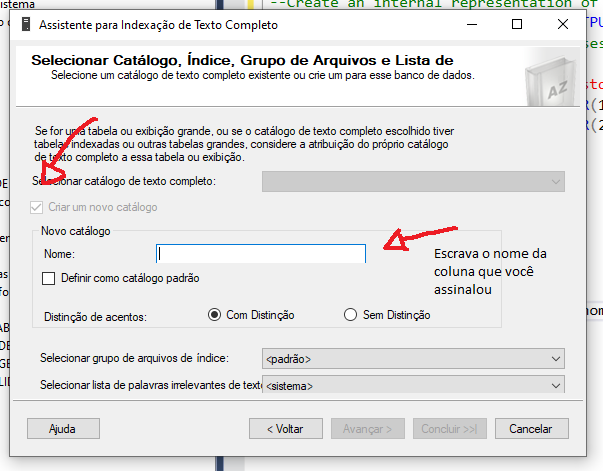 istema
--Create an internal representation of
Assistente para Indexação de Texto Completo
Selecionar Catálogo, Índice, Grupo de Arquivos e Lista de
Selecione um catálogo de texto completo existente ou crie um para esse banco de dados.
AZ
Se for uma tabela ou exibição grande, ou se o catálogo de texto completo escolhido tiver
tabelas indexadas ou outras tabelas grandes, considere a atribuição do próprio catálogo
de texto completo a essa tabela ou exibição.
Selecionar catálogo de texto completo:
Criar um novo catálogo
Novo catálogo
Nome:
Escrava o nome da
coluna que você
assinalou
Definir como catálogo padrão
Distinção de acentos:
Com Distinção
Sem Distinção
Selecionar grupo de arquivos de índice:
<padrão>
Selecionar lista de palavras irrelevantes de texto
<sistema>
Ajuda
< Voltar
Avançar >
Concluir >>|
Cancelar